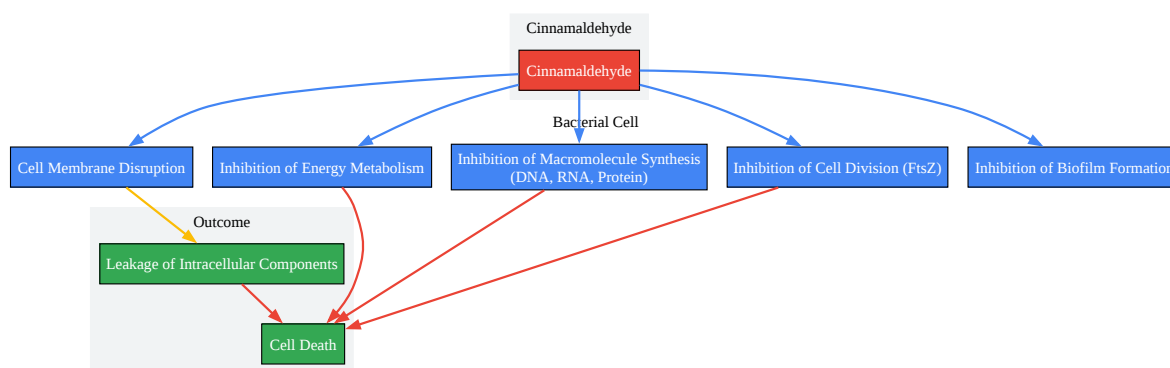 Cinnamaldehyde
Cinnamaldehyde
Bacterial Cell
Cell Membrane Disruption
Inhibition of Energy Metabolism
Inhibition of Macromolecule Synthesis
(DNA, RNA, Protein)
Inhibition of Cell Division (FtsZ)
Inhibition of Biofilm Formation
Outcome
Leakage of Intracellular Components
Cell Death